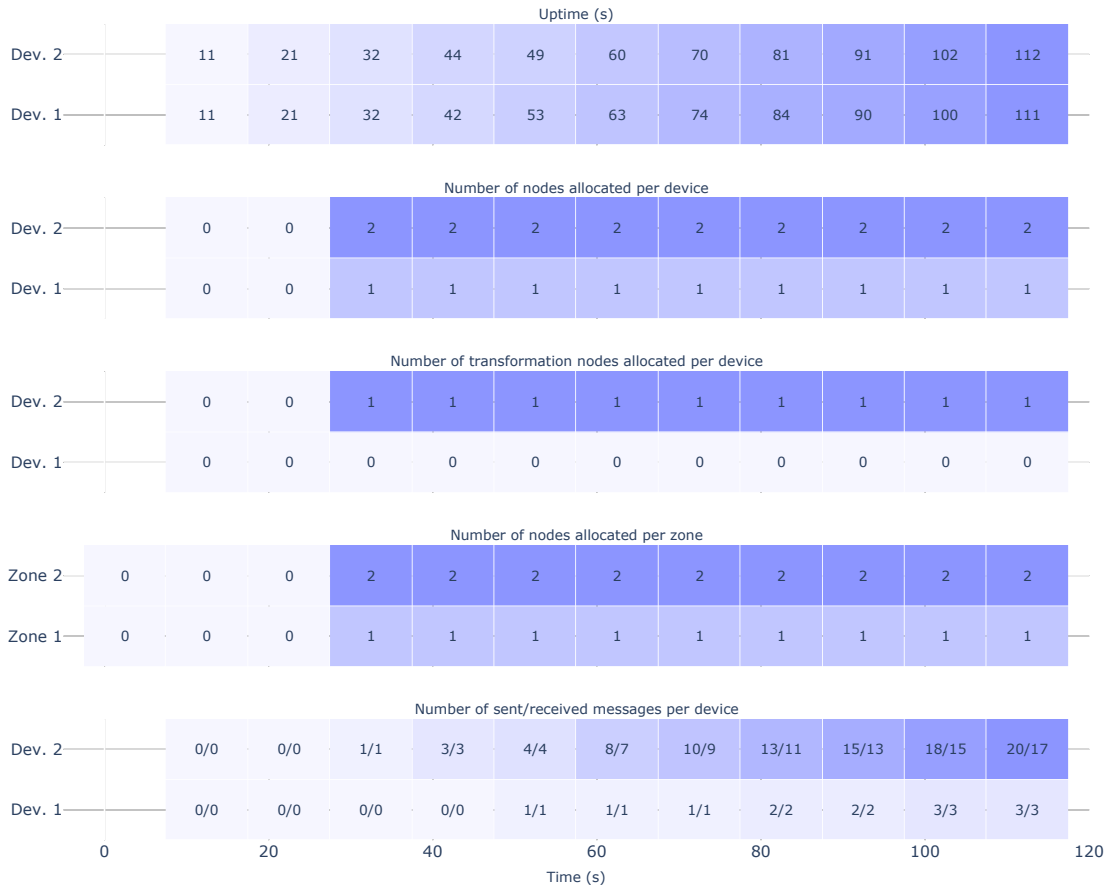 Uptime (s)
Dev. 2 11 21 32 44 49 60 70 81 91 102 112
Dev. 1 11 21 32 42 53 63 74 84 90 100 111
Number of nodes allocated per device
Dev. 2 0 0 2 2 2 2 2 2 2 2 2
Dev. 1 0 0 1 1 1 1 1 1 1 1 1
Number of transformation nodes allocated per device
Dev. 2 0 0 1 1 1 1 1 1 1 1 1
Dev. 1 0 0 0 0 0 0 0 0 0 0 0
Number of nodes allocated per zone
Zone 2 0 0 0 2 2 2 2 2 2 2 2 2
Zone 1 0 0 0 1 1 1 1 1 1 1 1 1
Number of sent/received messages per device
Dev. 2 0/0 0/0 1/1 3/3 4/4 8/7 10/9 13/11 15/13 18/15 20/17
Dev. 1 0/0 0/0 0/0 0/0 1/1 1/1 1/1 2/2 2/2 3/3 3/3
0 20 40 60 80 100 120
Time (s)